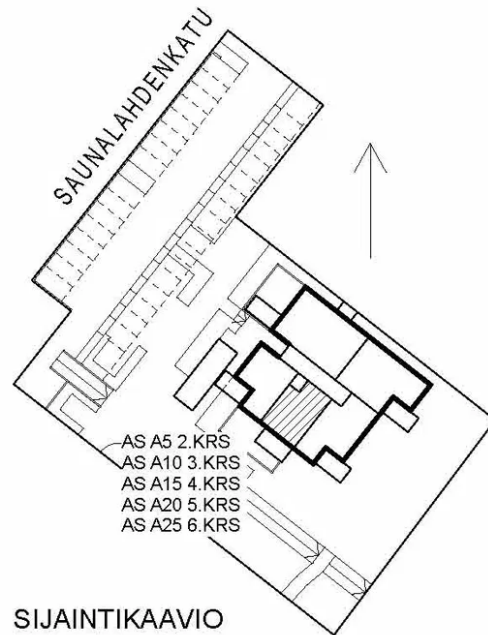 SAUNALAHDENKATU
AS A5 2.KRS
AS A10 3.KRS
AS A15 4.KRS
AS A20 5.KRS
AS A25 6.KRS
SIJAINTIKAAVIO